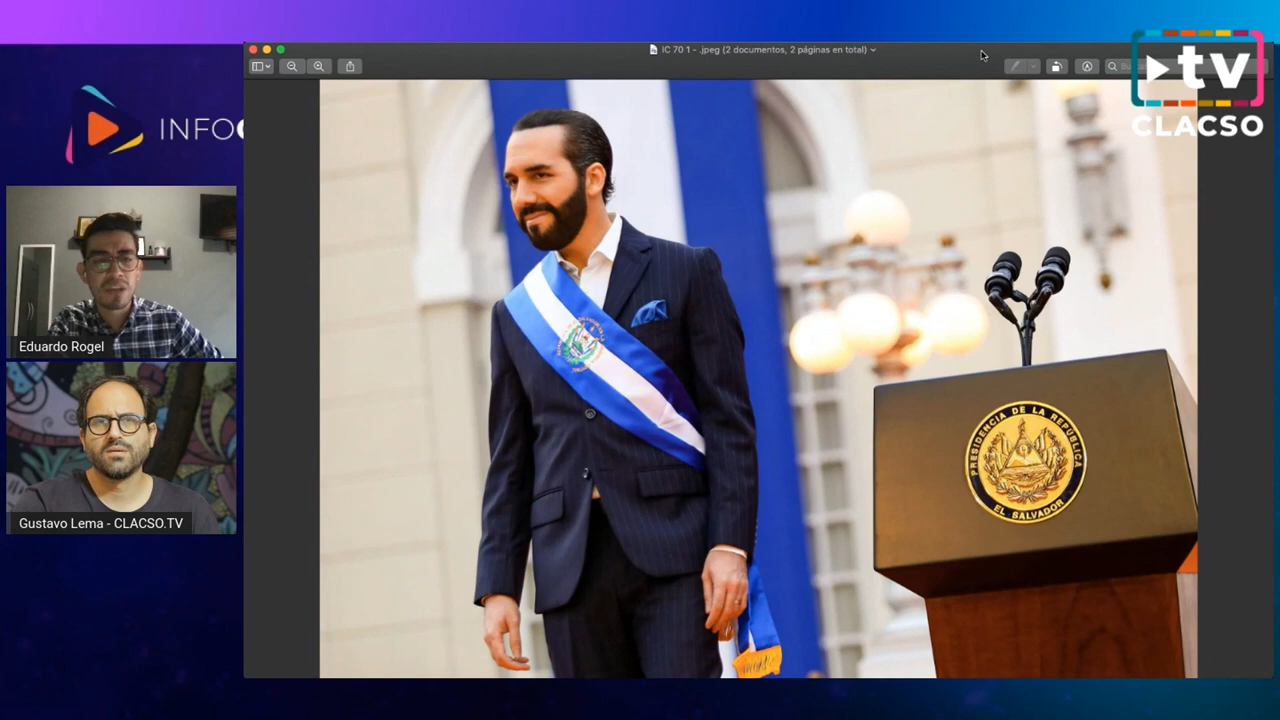 IC 70 1 - .jpeg (2 documentos, 2 páginas en total)
tv
CLACSO
INFO
Eduardo Rogel
Gustavo Lema - CLACSO.TV
PRESIDENCIA DE LA REPÚBLICA
EL SALVADOR